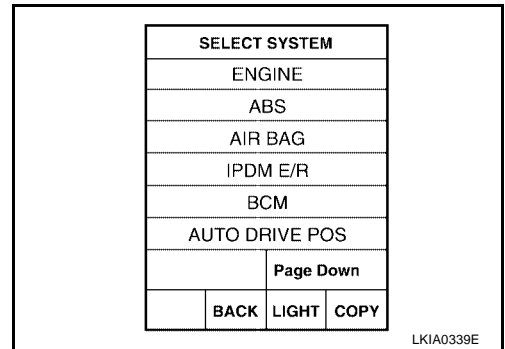 SELECT SYSTEM
ENGINE
ABS
AIR BAG
IPDM E/R
BCM
AUTO DRIVE POS
Page Down
BACK LIGHT COPY
LKIA0339E